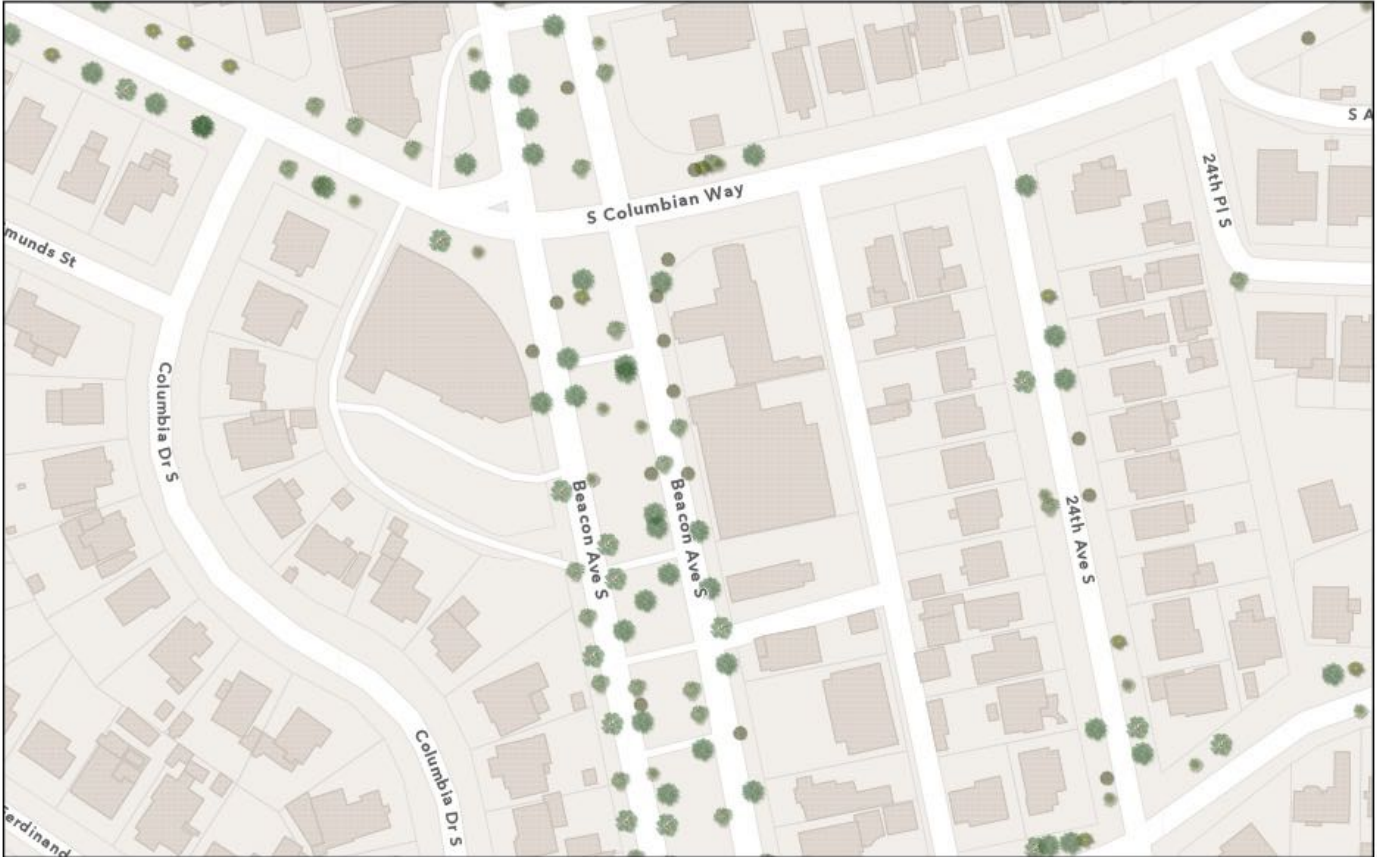 S A
24th Pl S
S Columbian Way
munds St
Columbia Dr S
Beacon Ave S
Beacon Ave S
24th Ave S
Columbia Dr S
Ferdinand